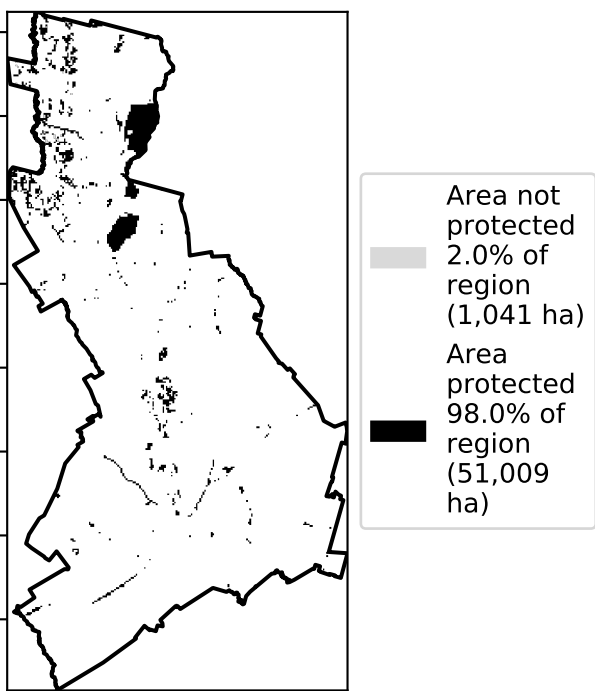 Area not
protected
2.0% of
region
(1,041 ha)
Area
protected
98.0% of
region
(51,009
ha)